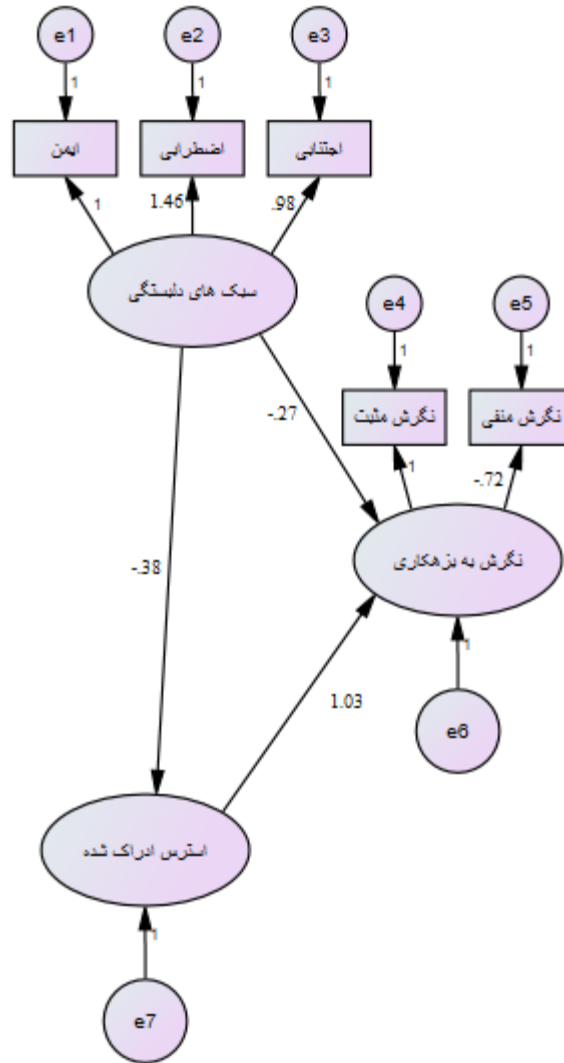 e1
e2
e3
1
1
1
ایمن
اضطرابی
اجتنابی
1
1.46
.98
سبک های دلبستگی
e4
e5
1
1
نگرش مثبت
نگرش منفی
-.27
1
-.72
-.38
نگرش به بزهکاری
1
1.03
e6
استرس ادراک شده
1
e7